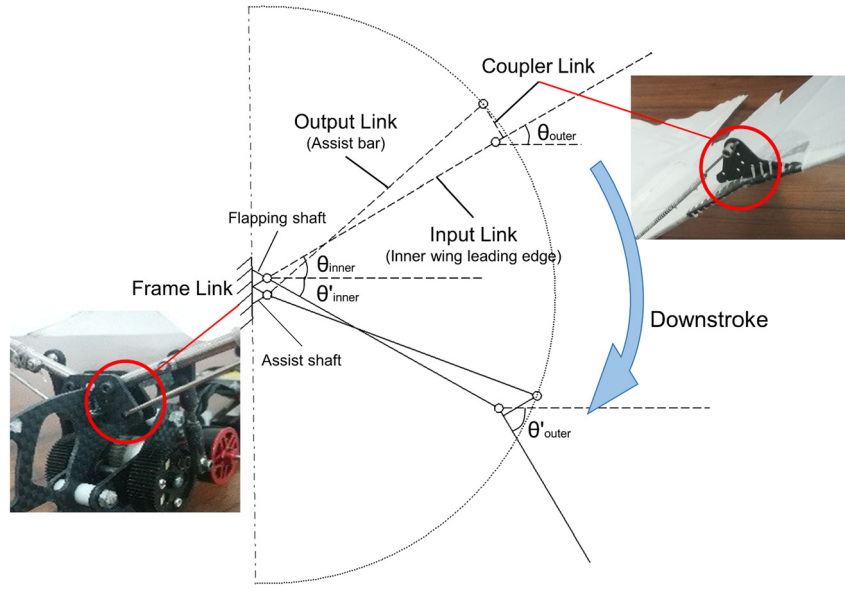 Coupler Link
θouter
Output Link
(Assist bar)
Flapping shaft
Input Link
(Inner wing leading edge)
θinner
θ'inner
Frame Link
Assist shaft
Downstroke
θ'outer